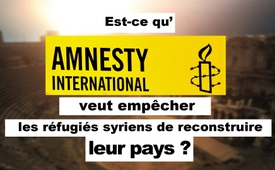 Est-ce qu’
AMNESTY
INTERNATIONAL
veut empêcher
les réfugiés syriens de reconstruire
leur pays ?